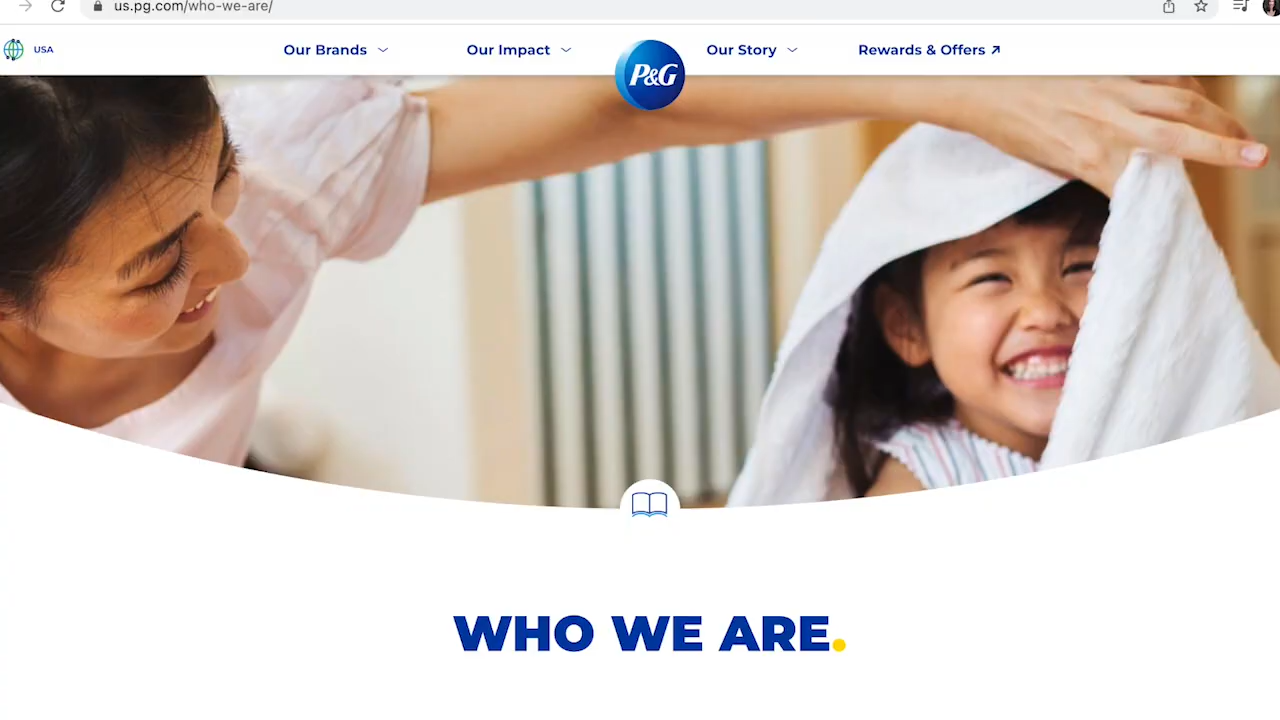 us.pg.com/who-we-are/
USA
Our Brands
Our Impact
P&G
Our Story
Rewards & Offers
WHO WE ARE.